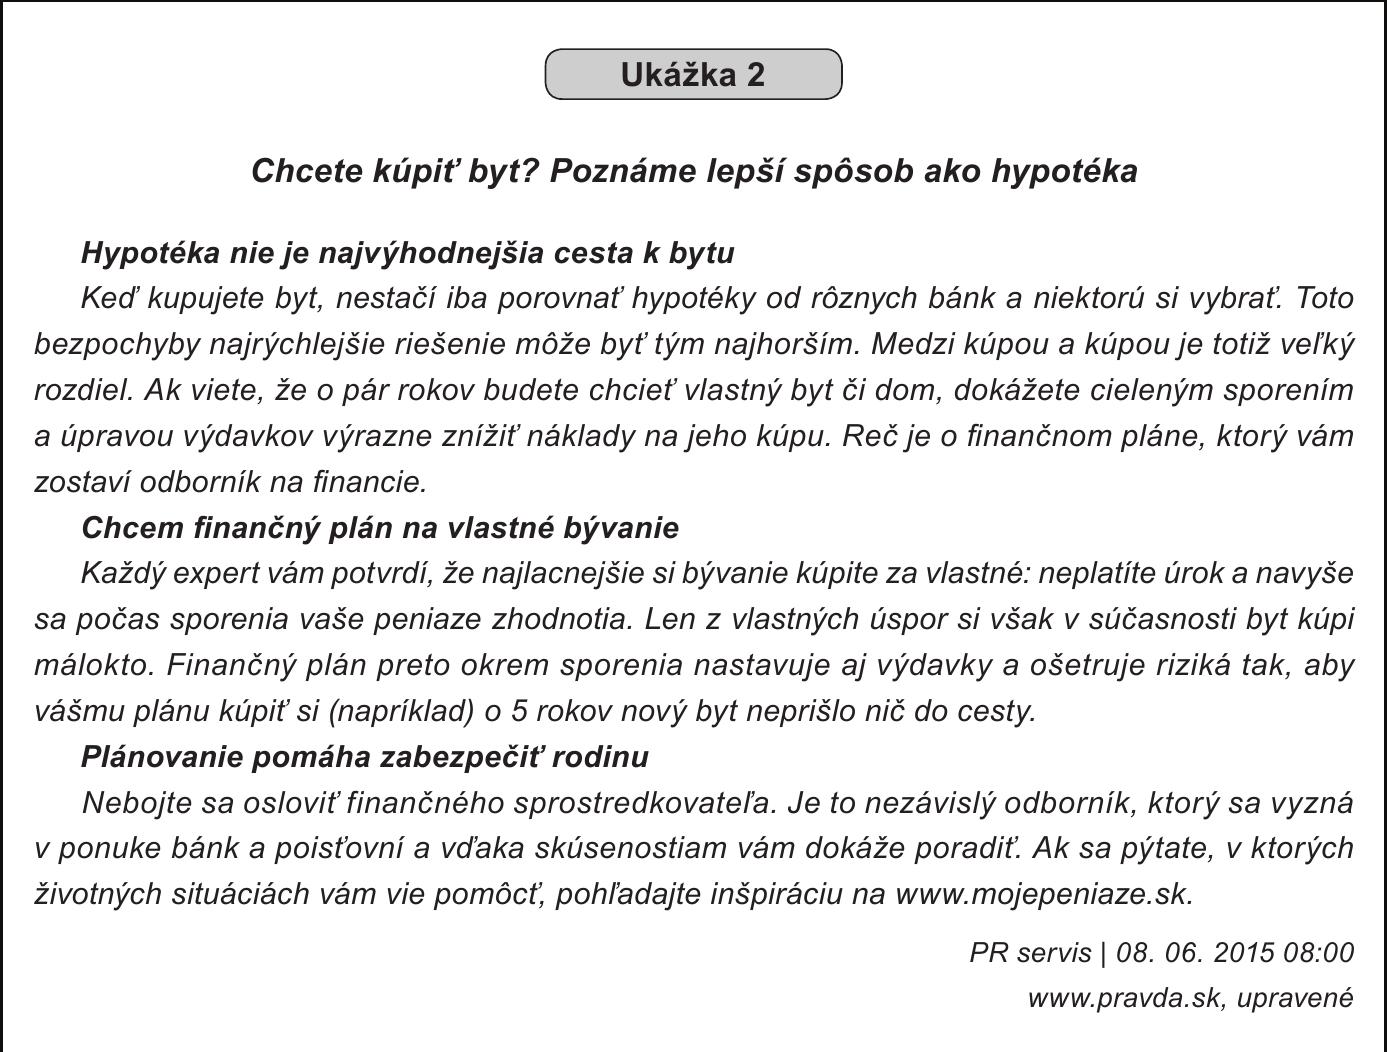 Ukážka 2
Chcete kúpiť byt? Poznáme lepší spôsob ako hypotéka
Hypotéka nie je najvýhodnejšia cesta k bytu
Keď kupujete byt, nestačí iba porovnať hypotéky od rôznych bánk a niektorú si vybrať. Toto
bezpochyby najrýchlejšie riešenie môže byť tým najhorším. Medzi kúpou a kúpou je totiž veľký
rozdiel. Ak viete, že o pár rokov budete chcieť vlastný byt či dom, dokážete cieleným sporením
a úpravou výdavkov výrazne znížiť náklady na jeho kúpu. Reč je o finančnom pláne, ktorý vám
zostaví odborník na financie.
Chcem finančný plán na vlastné bývanie
Každý expert vám potvrdí, že najlacnejšie si bývanie kúpite za vlastné: neplatíte úrok a navyše
sa počas sporenia vaše peniaze zhodnotia. Len z vlastných úspor si však v súčasnosti byt kúpi
málokto. Finančný plán preto okrem sporenia nastavuje aj výdavky a ošetruje riziká tak, aby
vášmu plánu kúpiť si (napríklad) o 5 rokov nový byt neprišlo nič do cesty.
Plánovanie pomáha zabezpečiť rodinu
Nebojte sa osloviť finančného sprostredkovateľa. Je to nezávislý odborník, ktorý sa vyzná
v ponuke bánk a poisťovní a vďaka skúsenostiam vám dokáže poradiť. Ak sa pýtate, v ktorých
životných situáciách vám vie pomôcť, pohľadajte inšpiráciu na www.mojepeniaze.sk.
PR servis | 08. 06. 2015 08:00
www.pravda.sk, upravené